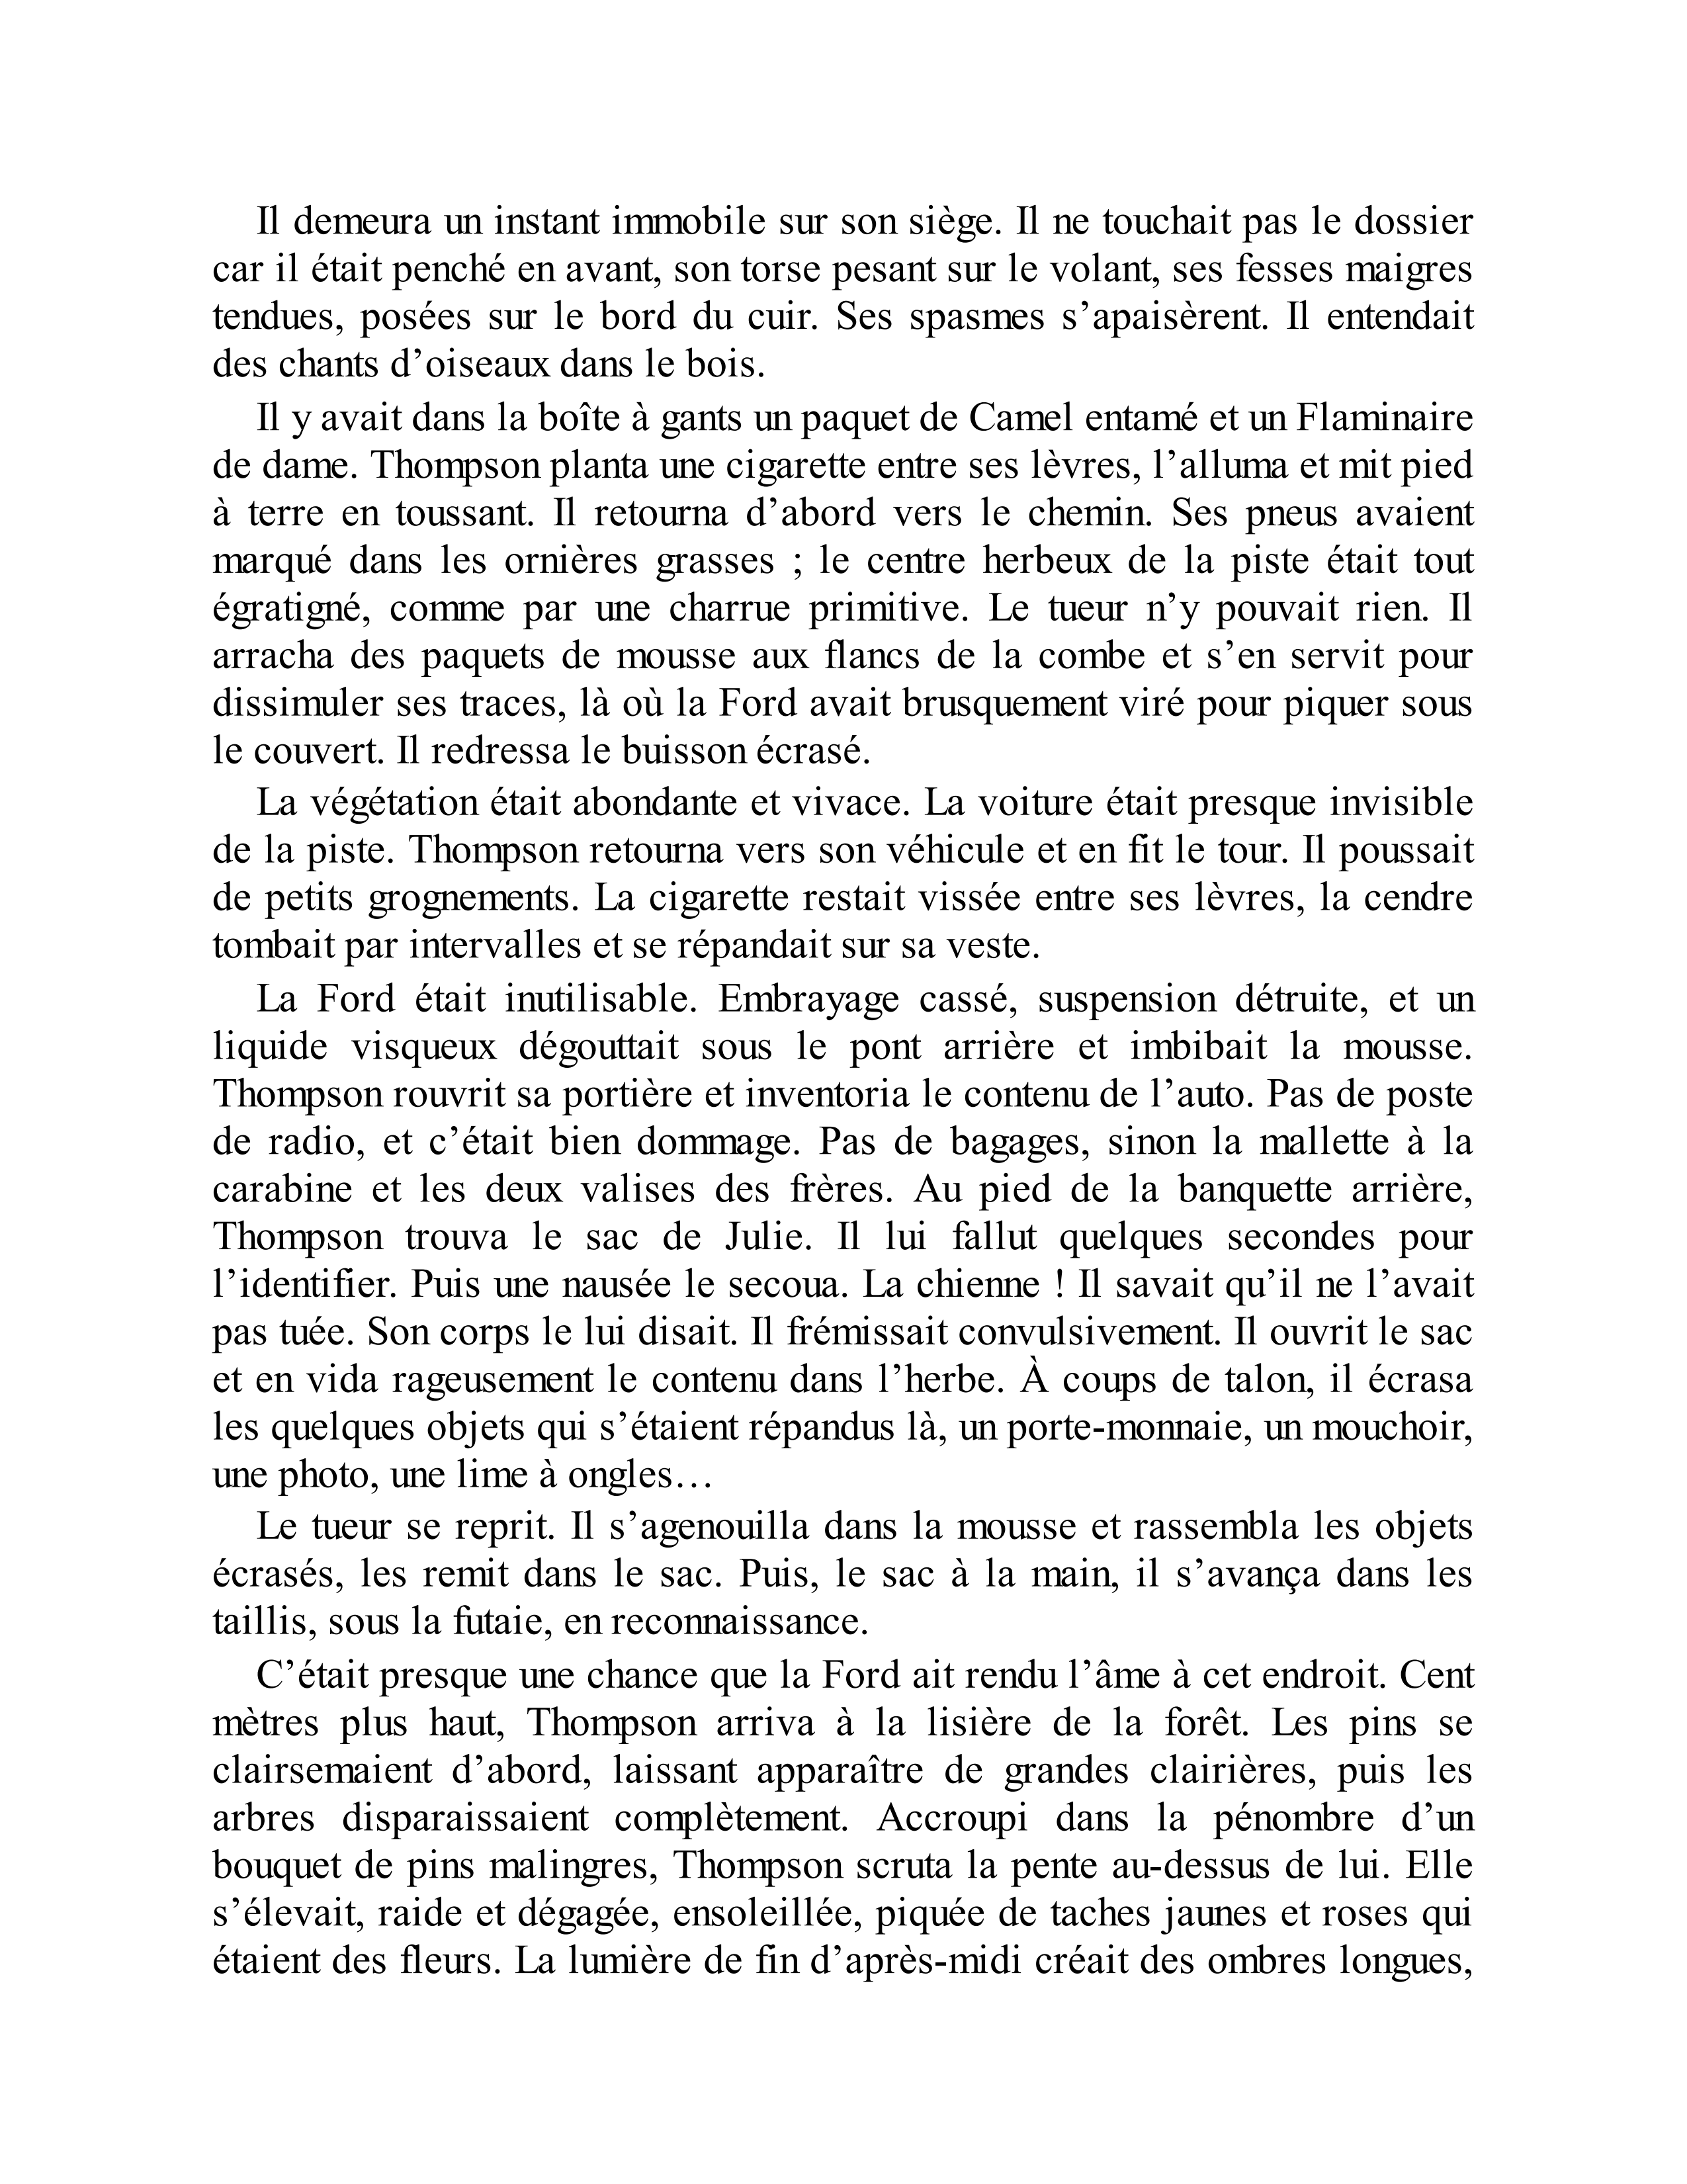 Il demeura un instant immobile sur son siège. Il ne touchait pas le dossier
car il était penché en avant, son torse pesant sur le volant, ses fesses maigres
tendues, posées sur le bord du cuir. Ses spasmes s’apaisèrent. Il entendait
des chants d’oiseaux dans le bois.
Il y avait dans la boîte à gants un paquet de Camel entamé et un Flaminaire
de dame. Thompson planta une cigarette entre ses lèvres, l’alluma et mit pied
à terre en toussant. Il retourna d’abord vers le chemin. Ses pneus avaient
marqué dans les ornières grasses ; le centre herbeux de la piste était tout
égratigné, comme par une charrue primitive. Le tueur n’y pouvait rien. Il
arracha des paquets de mousse aux flancs de la combe et s’en servit pour
dissimuler ses traces, là où la Ford avait brusquement viré pour piquer sous
le couvert. Il redressa le buisson écrasé.
La végétation était abondante et vivace. La voiture était presque invisible
de la piste. Thompson retourna vers son véhicule et en fit le tour. Il poussait
de petits grognements. La cigarette restait vissée entre ses lèvres, la cendre
tombait par intervalles et se répandait sur sa veste.
La Ford était inutilisable. Embrayage cassé, suspension détruite, et un
liquide visqueux dégouttait sous le pont arrière et imbibait la mousse.
Thompson rouvrit sa portière et inventoria le contenu de l’auto. Pas de poste
de radio, et c’était bien dommage. Pas de bagages, sinon la mallette à la
carabine et les deux valises des frères. Au pied de la banquette arrière,
Thompson trouva le sac de Julie. Il lui fallut quelques secondes pour
l’identifier. Puis une nausée le secoua. La chienne ! Il savait qu’il ne l’avait
pas tuée. Son corps le lui disait. Il frémissait convulsivement. Il ouvrit le sac
et en vida rageusement le contenu dans l’herbe. À coups de talon, il écrasa
les quelques objets qui s’étaient répandus là, un porte-monnaie, un mouchoir,
une photo, une lime à ongles…
Le tueur se reprit. Il s’agenouilla dans la mousse et rassembla les objets
écrasés, les remit dans le sac. Puis, le sac à la main, il s’avança dans les
taillis, sous la futaie, en reconnaissance.
C’était presque une chance que la Ford ait rendu l’âme à cet endroit. Cent
mètres plus haut, Thompson arriva à la lisière de la forêt. Les pins se
clairsemaient d’abord, laissant apparaître de grandes clairières, puis les
arbres disparaissaient complètement. Accroupi dans la pénombre d’un
bouquet de pins malingres, Thompson scruta la pente au-dessus de lui. Elle
s’élevait, raide et dégagée, ensoleillée, piquée de taches jaunes et roses qui
étaient des fleurs. La lumière de fin d’après-midi créait des ombres longues,